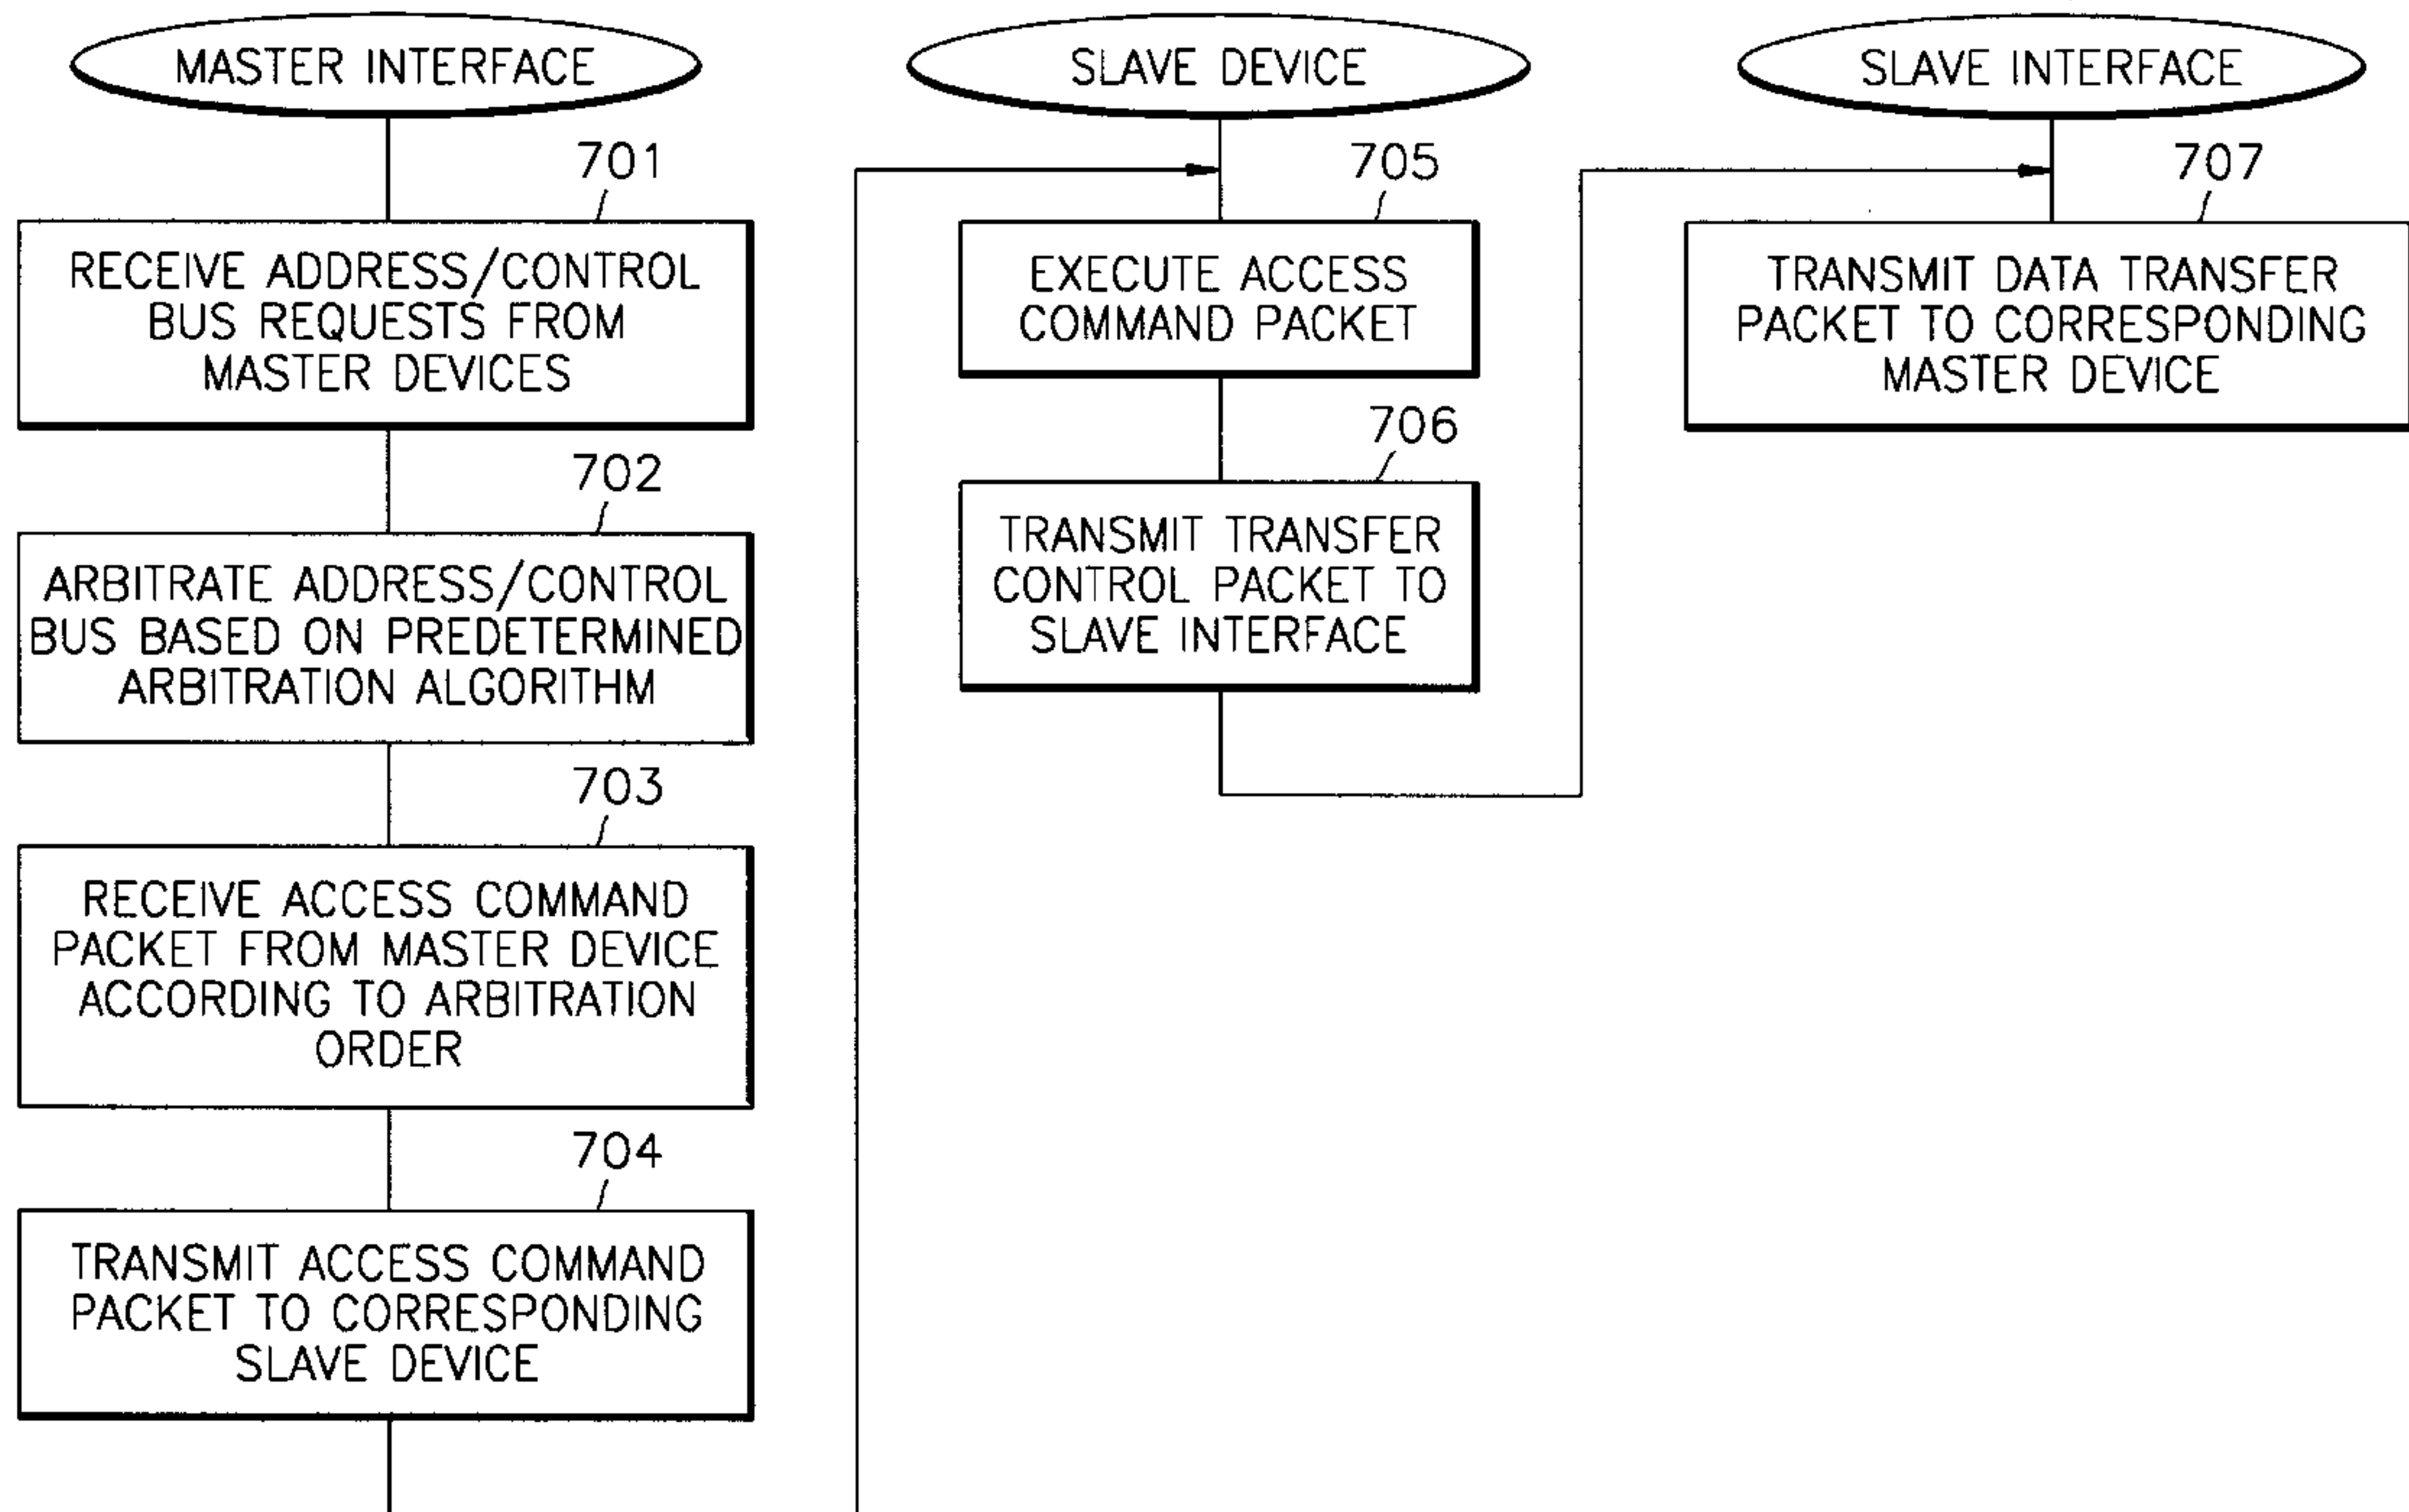 MASTER INTERFACE
701
RECEIVE ADDRESS/CONTROL
BUS REQUESTS FROM
MASTER DEVICES
702
ARBITRATE ADDRESS/CONTROL
BUS BASED ON PREDETERMINED
ARBITRATION ALGORITHM
703
RECEIVE ACCESS COMMAND
PACKET FROM MASTER DEVICE
ACCORDING TO ARBITRATION
ORDER
704
TRANSMIT ACCESS COMMAND
PACKET TO CORRESPONDING
SLAVE DEVICE
SLAVE DEVICE
705
EXECUTE ACCESS
COMMAND PACKET
706
TRANSMIT TRANSFER
CONTROL PACKET TO
SLAVE INTERFACE
SLAVE INTERFACE
707
TRANSMIT DATA TRANSFER
PACKET TO CORRESPONDING
MASTER DEVICE